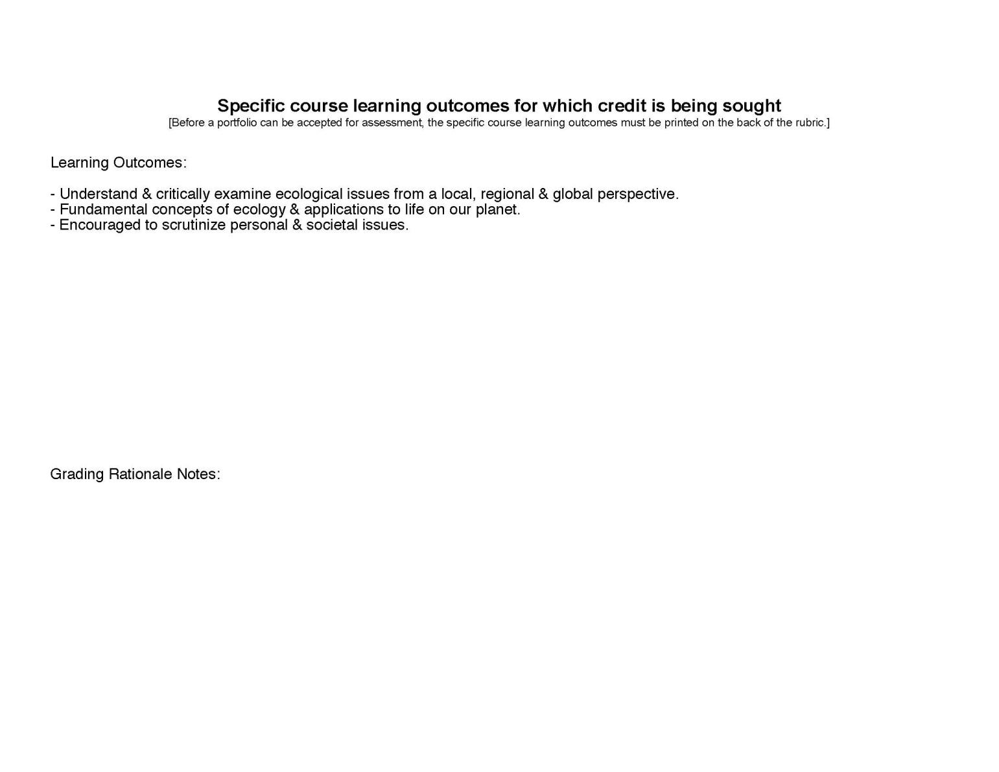 Specific course learning outcomes for which credit is being sought
[Before a portfolio can be accepted for assessment, the specific course learning outcomes must be printed on the back of the rubric.]
Learning Outcomes:
- Understand & critically examine ecological issues from a local, regional & global perspective.
- Fundamental concepts of ecology & applications to life on our planet.
- Encouraged to scrutinize personal & societal issues.
Grading Rationale Notes: